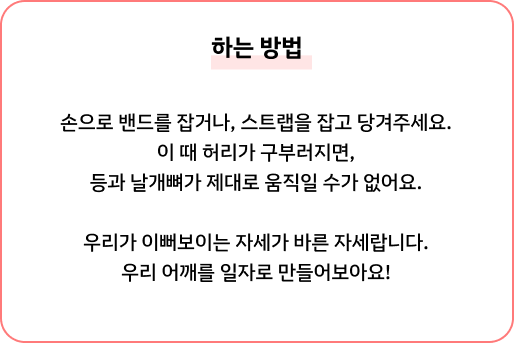 하는 방법
손으로 밴드를 잡거나, 스트랩을 잡고 당겨주세요.
이 때 허리가 구부러지면,
등과 날개뼈가 제대로 움직일 수가 없어요.
우리가 이뻐보이는 자세가 바른 자세랍니다.
우리 어깨를 일자로 만들어보아요!